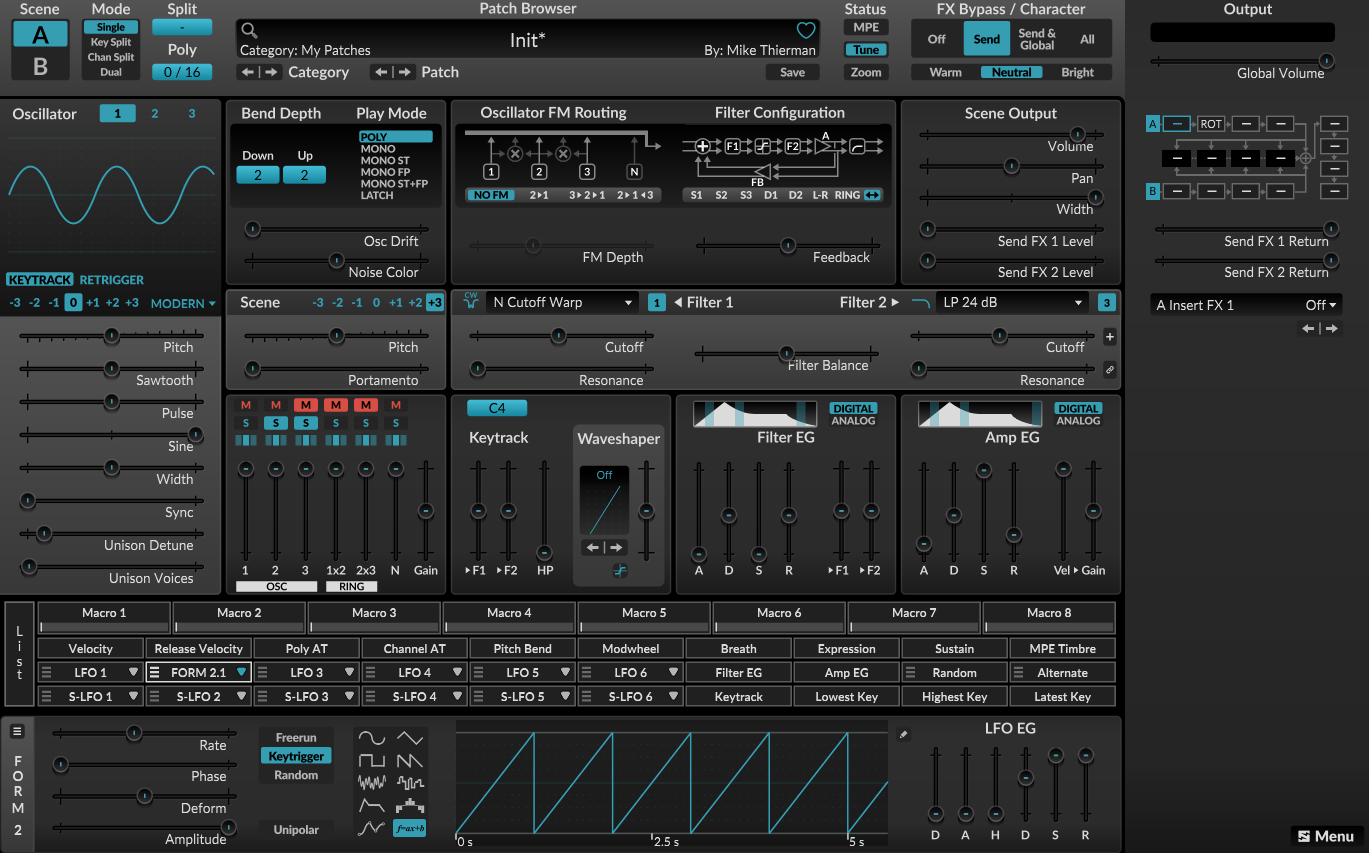 Scene Mode Split Patch Browser Status FX Bypass / Character Output
A Single - Category: My Patches Init* By: Mike Thierman MPE Off Send Send & Global All
Key Split Poly Tune
B Chan Split
Dual 0 / 16 Category Patch Save Zoom Warm Neutral Bright Global Volume
Oscillator 1 2 3 Bend Depth Play Mode Oscillator FM Routing Filter Configuration Scene Output
Down Up
2 2
POLY
MONO
MONO ST
MONO FP
MONO ST+FP
LATCH
Osc Drift
Noise Color
1 2 3 N
NO FM 2▸1 3▸2▸1 2▸1◂3
FM Depth
F1 F2 A
FB
S1 S2 S3 D1 D2 L-R RING
Feedback
Volume
Pan
Width
Send FX 1 Level
Send FX 2 Level
A ROT
B
Send FX 1 Return
Send FX 2 Return
A Insert FX 1 Off
KEYTRACK RETRIGGER
-3 -2 -1 0 +1 +2 +3 MODERN
Pitch
Sawtooth
Pulse
Sine
Width
Sync
Unison Detune
Unison Voices
Scene -3 -2 -1 0 +1 +2 +3
Pitch
Portamento
CW N Cutoff Warp 1 Filter 1 Filter 2 LP 24 dB 3
Cutoff Cutoff +
Filter Balance
Resonance Resonance
M M M M M M
S S S S S S
1 2 3 1x2 2x3 N Gain
OSC RING
C4
Keytrack
F1 F2 HP
Waveshaper
Off
DIGITAL
ANALOG
Filter EG
A D S R F1 F2
DIGITAL
ANALOG
Amp EG
A D S R Vel Gain
List
Macro 1 Macro 2 Macro 3 Macro 4 Macro 5 Macro 6 Macro 7 Macro 8
Velocity Release Velocity Poly AT Channel AT Pitch Bend Modwheel Breath Expression Sustain MPE Timbre
LFO 1 FORM 2.1 LFO 3 LFO 4 LFO 5 LFO 6 Filter EG Amp EG Random Alternate
S-LFO 1 S-LFO 2 S-LFO 3 S-LFO 4 S-LFO 5 S-LFO 6 Keytrack Lowest Key Highest Key Latest Key
FORM 2
Rate
Phase
Deform
Amplitude
Freerun
Keytrigger
Random
Unipolar
f=ax+b
0 s 2.5 s 5 s
LFO EG
D A H D S R
Menu